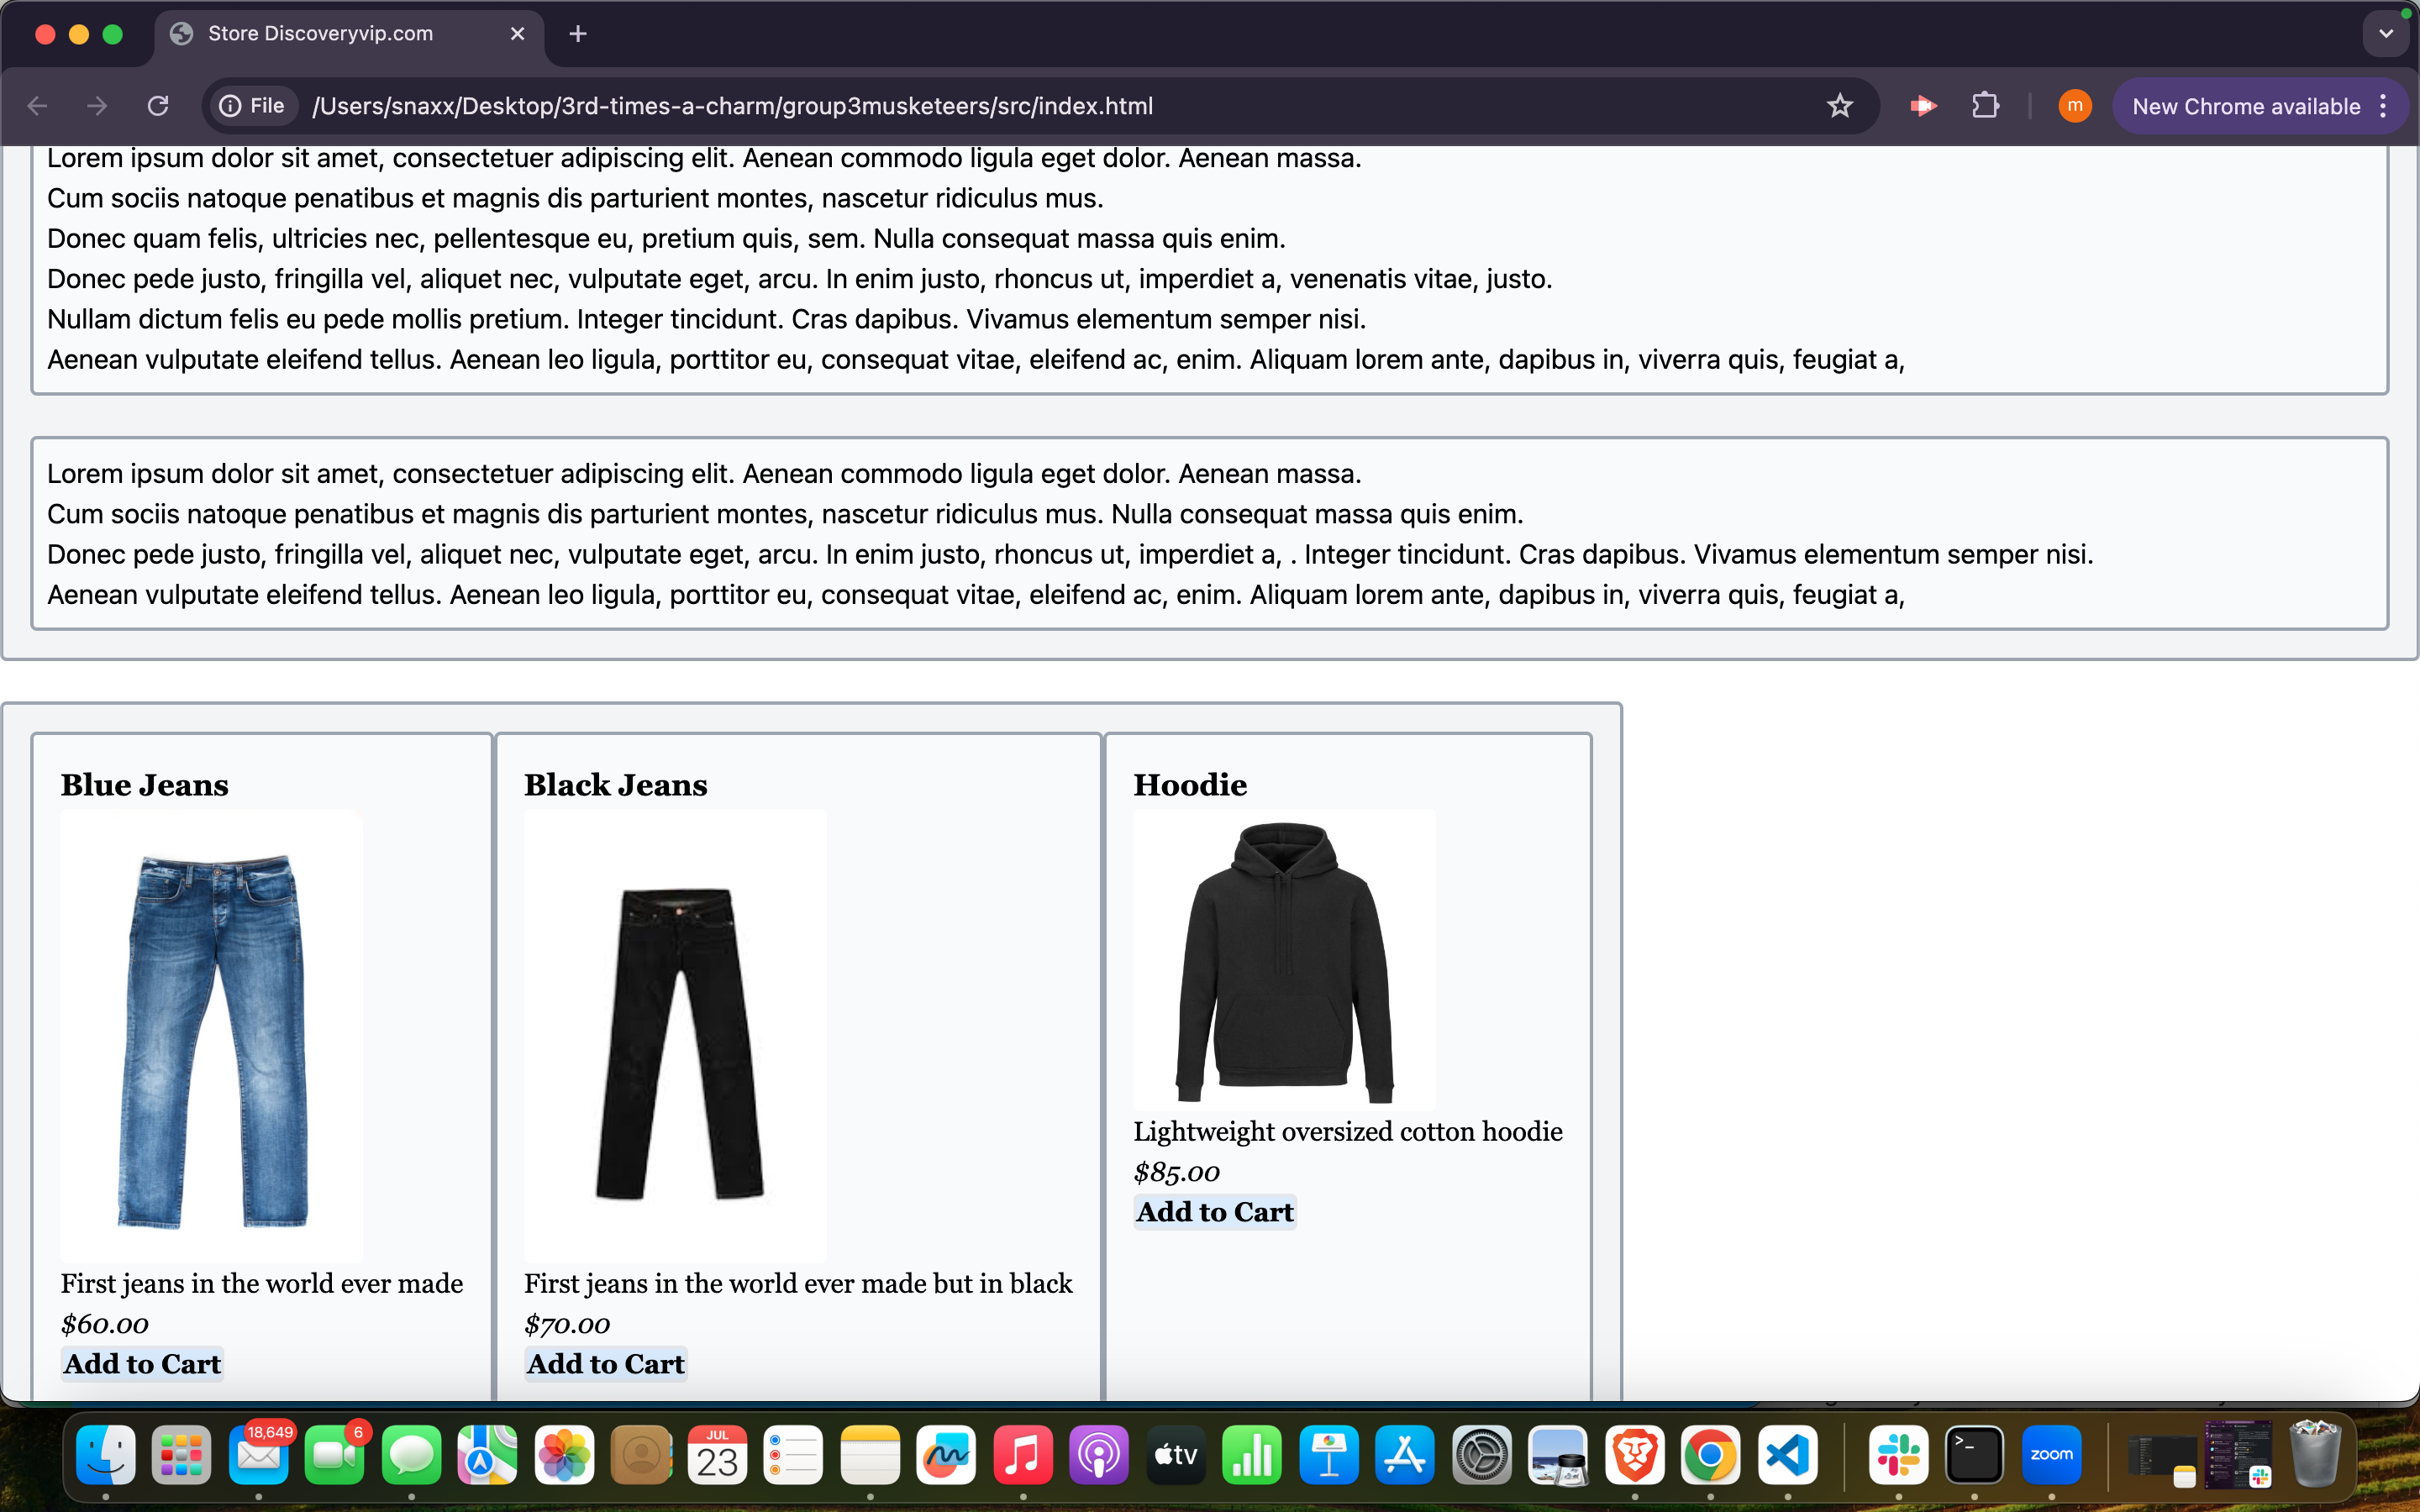 Store Discoveryvip.com
File /Users/snaxx/Desktop/3rd-times-a-charm/group3musketeers/src/index.html
m
New Chrome available
Lorem ipsum dolor sit amet, consectetuer adipiscing elit. Aenean commodo ligula eget dolor. Aenean massa.
Cum sociis natoque penatibus et magnis dis parturient montes, nascetur ridiculus mus.
Donec quam felis, ultricies nec, pellentesque eu, pretium quis, sem. Nulla consequat massa quis enim.
Donec pede justo, fringilla vel, aliquet nec, vulputate eget, arcu. In enim justo, rhoncus ut, imperdiet a, venenatis vitae, justo.
Nullam dictum felis eu pede mollis pretium. Integer tincidunt. Cras dapibus. Vivamus elementum semper nisi.
Aenean vulputate eleifend tellus. Aenean leo ligula, porttitor eu, consequat vitae, eleifend ac, enim. Aliquam lorem ante, dapibus in, viverra quis, feugiat a,
Lorem ipsum dolor sit amet, consectetuer adipiscing elit. Aenean commodo ligula eget dolor. Aenean massa.
Cum sociis natoque penatibus et magnis dis parturient montes, nascetur ridiculus mus. Nulla consequat massa quis enim.
Donec pede justo, fringilla vel, aliquet nec, vulputate eget, arcu. In enim justo, rhoncus ut, imperdiet a, . Integer tincidunt. Cras dapibus. Vivamus elementum semper nisi.
Aenean vulputate eleifend tellus. Aenean leo ligula, porttitor eu, consequat vitae, eleifend ac, enim. Aliquam lorem ante, dapibus in, viverra quis, feugiat a,
Blue Jeans
First jeans in the world ever made
$60.00
Add to Cart
Black Jeans
First jeans in the world ever made but in black
$70.00
Add to Cart
Hoodie
Lightweight oversized cotton hoodie
$85.00
Add to Cart
18,649
6
JUL
23
tv
zoom